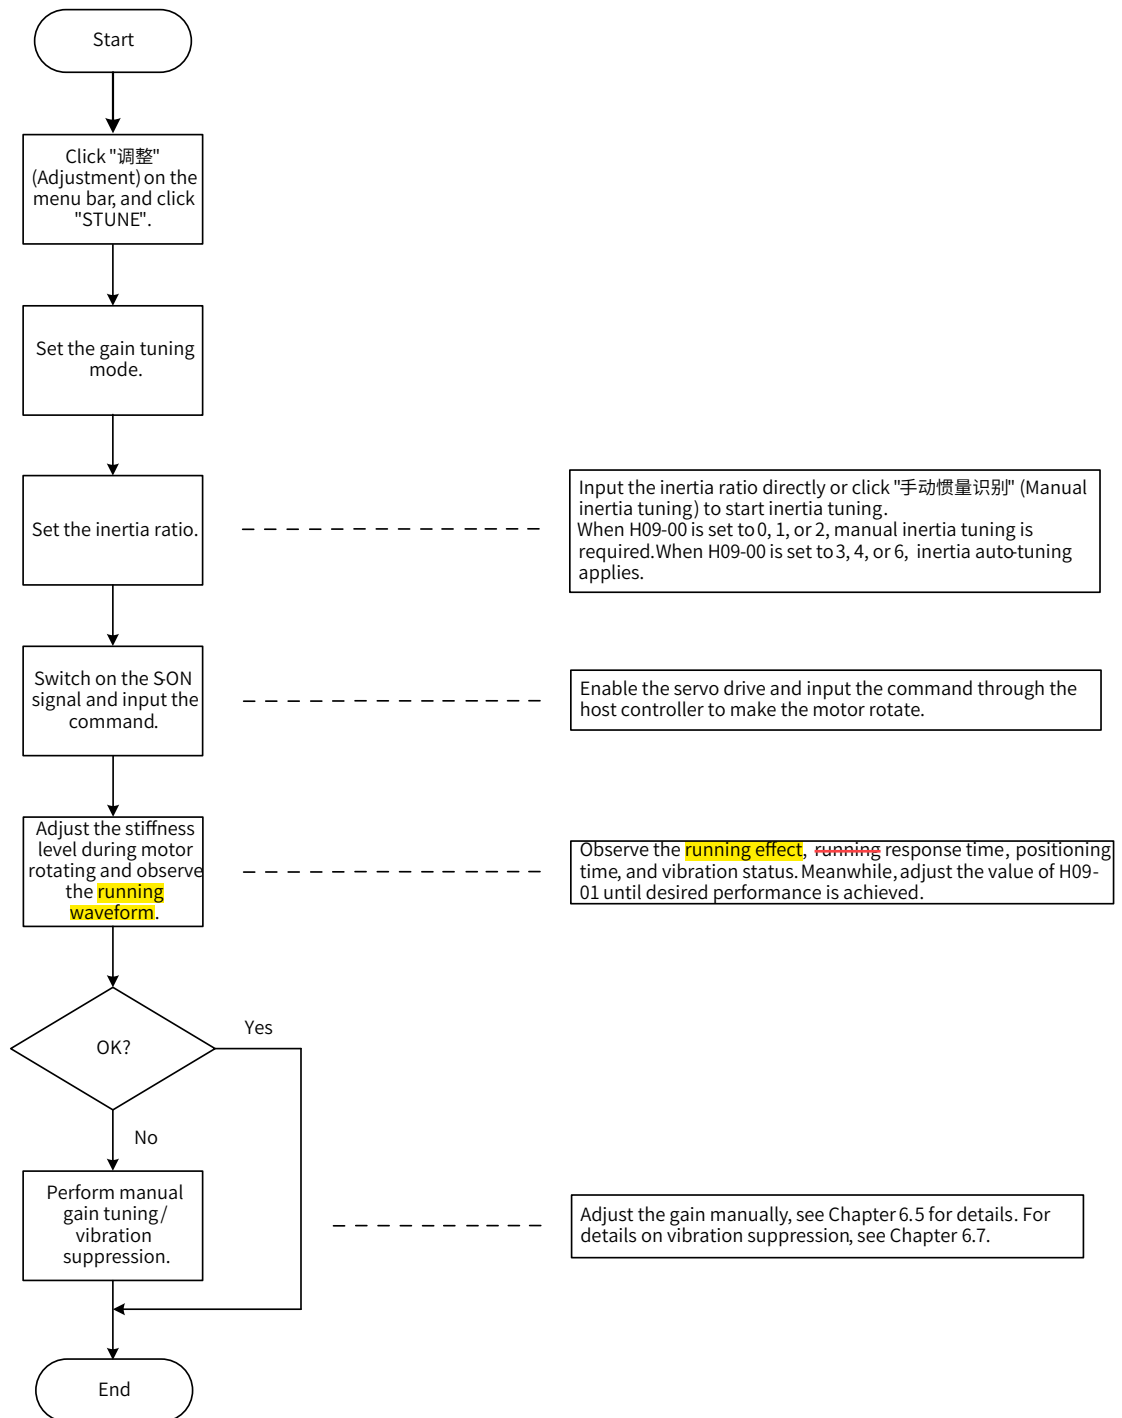 Start
Click "调整"
(Adjustment) on the
menu bar, and click
"STUNE".
Set the gain tuning
mode.
Set the inertia ratio.
Input the inertia ratio directly or click "手动惯量识别" (Manual
inertia tuning) to start inertia tuning.
When H09-00 is set to 0, 1, or 2, manual inertia tuning is
required.When H09-00 is set to 3, 4, or 6, inertia auto-tuning
applies.
Switch on the S-ON
signal and input the
command.
Enable the servo drive and input the command through the
host controller to make the motor rotate.
Adjust the stiffness
level during motor
rotating and observe
the running
waveform.
Observe the running effect, running response time, positioning
time, and vibration status. Meanwhile, adjust the value of H09-
01 until desired performance is achieved.
OK?
Yes
No
Perform manual
gain tuning/
vibration
suppression.
Adjust the gain manually, see Chapter 6.5 for details. For
details on vibration suppression, see Chapter 6.7.
End